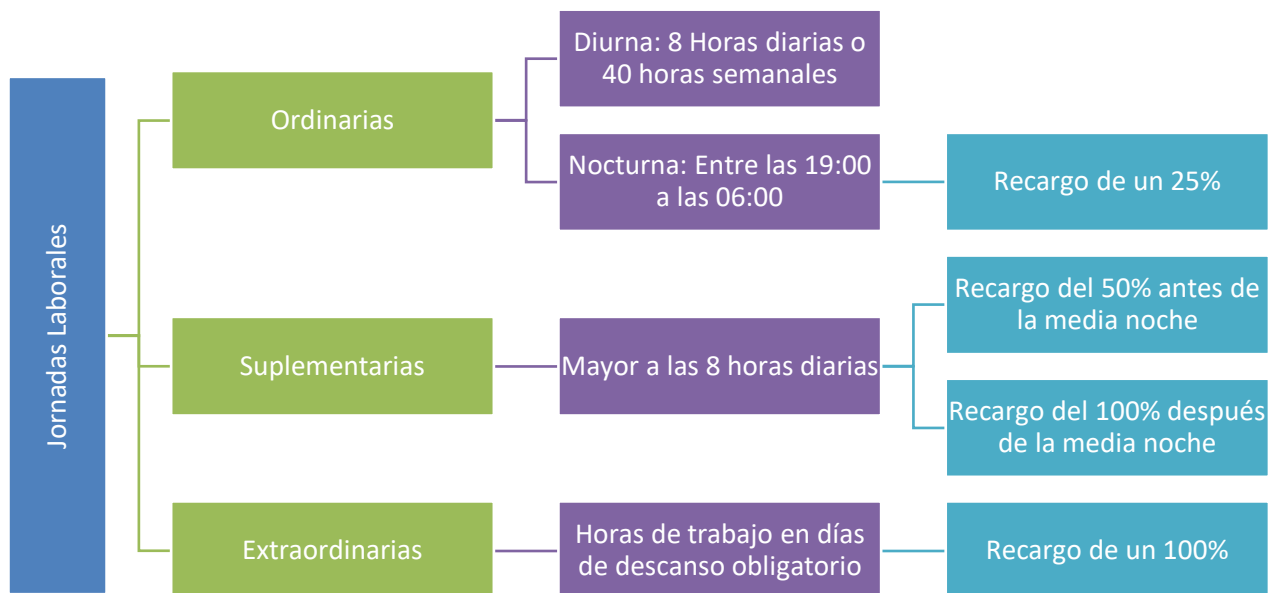 Jornadas Laborales
Ordinarias
Diurna: 8 Horas diarias o
40 horas semanales
Nocturna: Entre las 19:00
a las 06:00
Recargo de un 25%
Suplementarias
Mayor a las 8 horas diarias
Recargo del 50% antes de
la media noche
Recargo del 100% después
de la media noche
Extraordinarias
Horas de trabajo en días
de descanso obligatorio
Recargo de un 100%